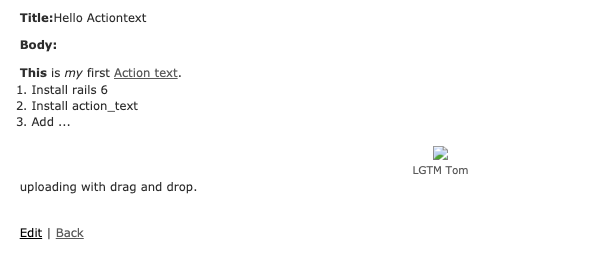 Title:Hello Actiontext
Body:
This is my first Action text.
1. Install rails 6
2. Install action_text
3. Add ...
LGTM Tom
uploading with drag and drop.
Edit | Back